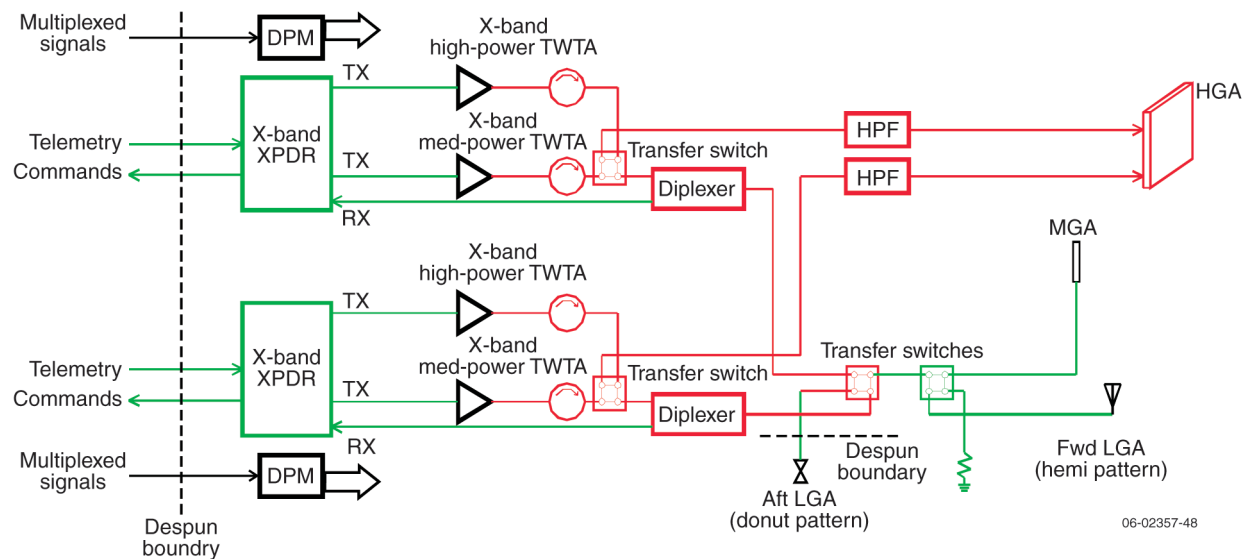 Multiplexed
signals
DPM
X-band
high-power TWTA
TX
HGA
X-band
XPDR
Telemetry
Commands
X-band
med-power TWTA
TX
Transfer switch
HPF
HPF
Diplexer
RX
MGA
X-band
high-power TWTA
TX
X-band
XPDR
Telemetry
Commands
X-band
med-power TWTA
TX
Transfer switch
Transfer switches
Diplexer
RX
Multiplexed
signals
DPM
Despun
boundary
Fwd LGA
(hemi pattern)
Aft LGA
(donut pattern)
Despun
boundry
06-02357-48